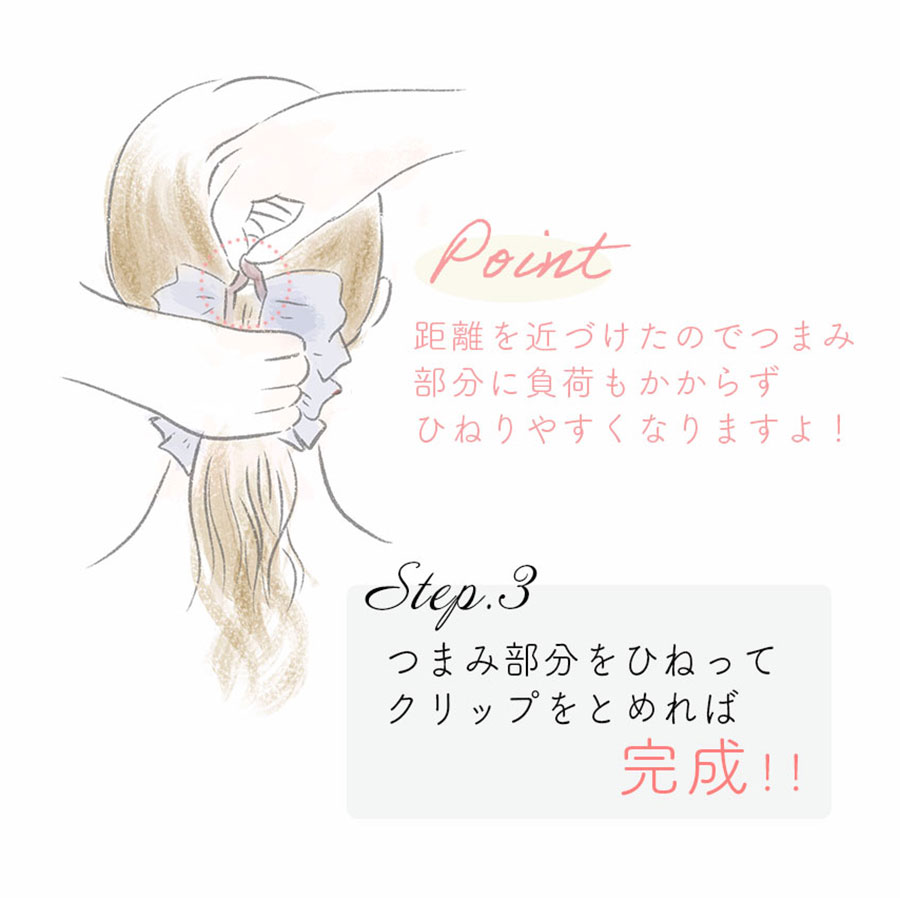 Point
距離を近づけたのでつまみ
部分に負荷もかからず
ひねりやすくなりますよ！
Step.3
つまみ部分をひねって
クリップをとめれば
完成!!